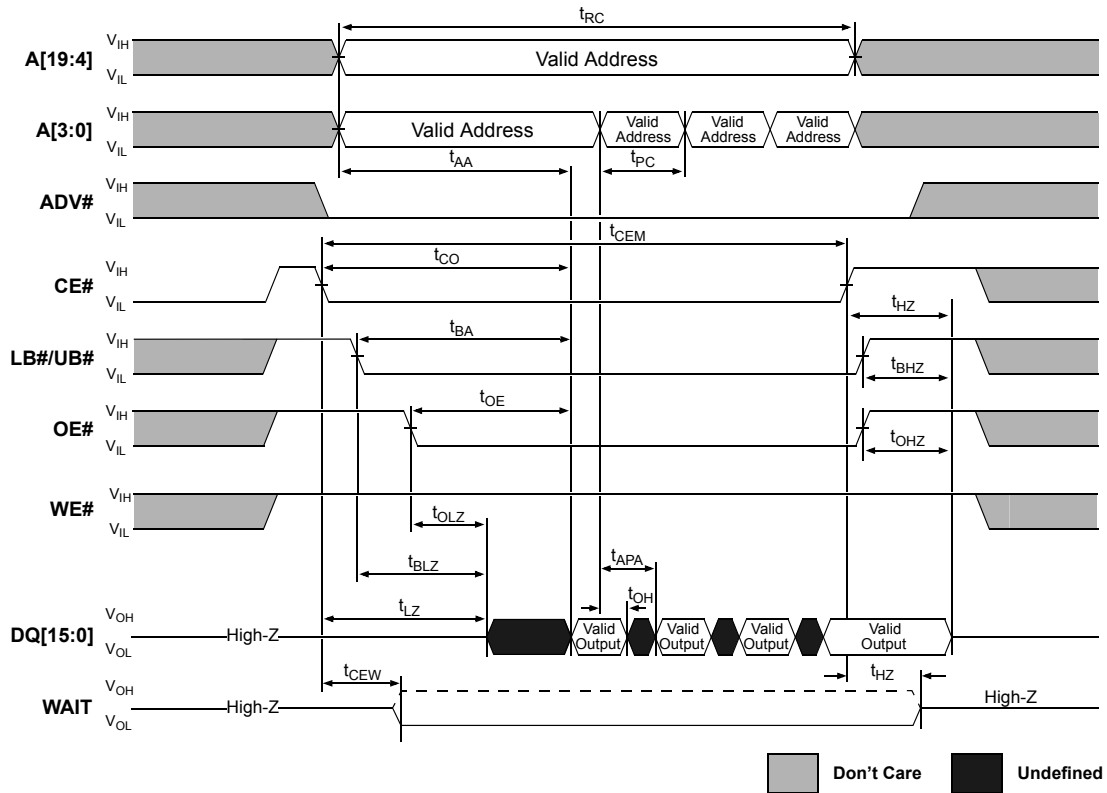 tRC
A[19:4] VIH VIL Valid Address
A[3:0] VIH VIL Valid Address Valid Address Valid Address Valid Address
tAA tPC
ADV# VIH VIL
tCEM
tCO
CE# VIH VIL
tHZ
tBA
LB#/UB# VIH VIL
tBHZ
tOE
OE# VIH VIL
tOHZ
WE# VIH VIL
tOLZ
tBLZ tAPA
tLZ tOH
DQ[15:0] VOH VOL High-Z Valid Output Valid Output Valid Output Valid Output
tCEW tHZ
WAIT VOH VOL High-Z High-Z
Don't Care Undefined